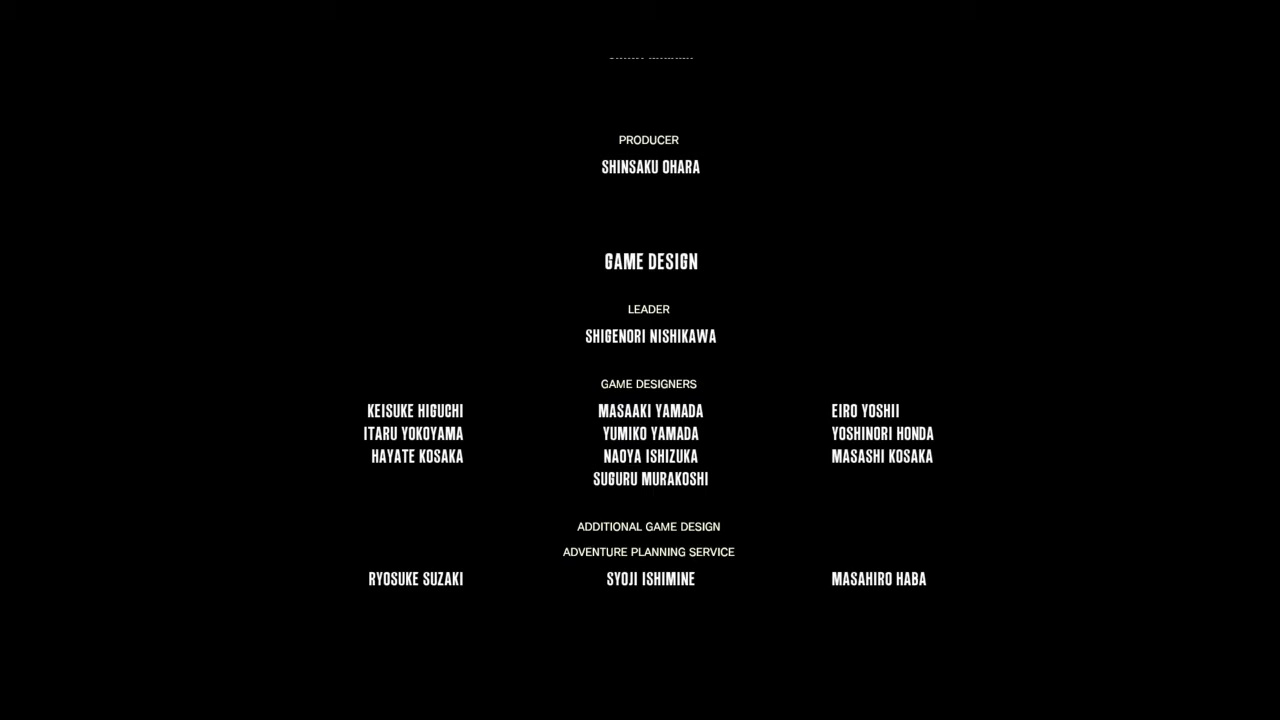 PRODUCER
SHINSAKU OHARA
GAME DESIGN
LEADER
SHIGENORI NISHIKAWA
GAME DESIGNERS
KEISUKE HIGUCHI MASAAKI YAMADA EIRO YOSHII
ITARU YOKOYAMA YUMIKO YAMADA YOSHINORI HONDA
HAYATE KOSAKA NAOYA ISHIZUKA MASASHI KOSAKA
SUGURU MURAKOSHI
ADDITIONAL GAME DESIGN
ADVENTURE PLANNING SERVICE
RYOSUKE SUZAKI SYOJI ISHIMINE MASAHIRO HABA